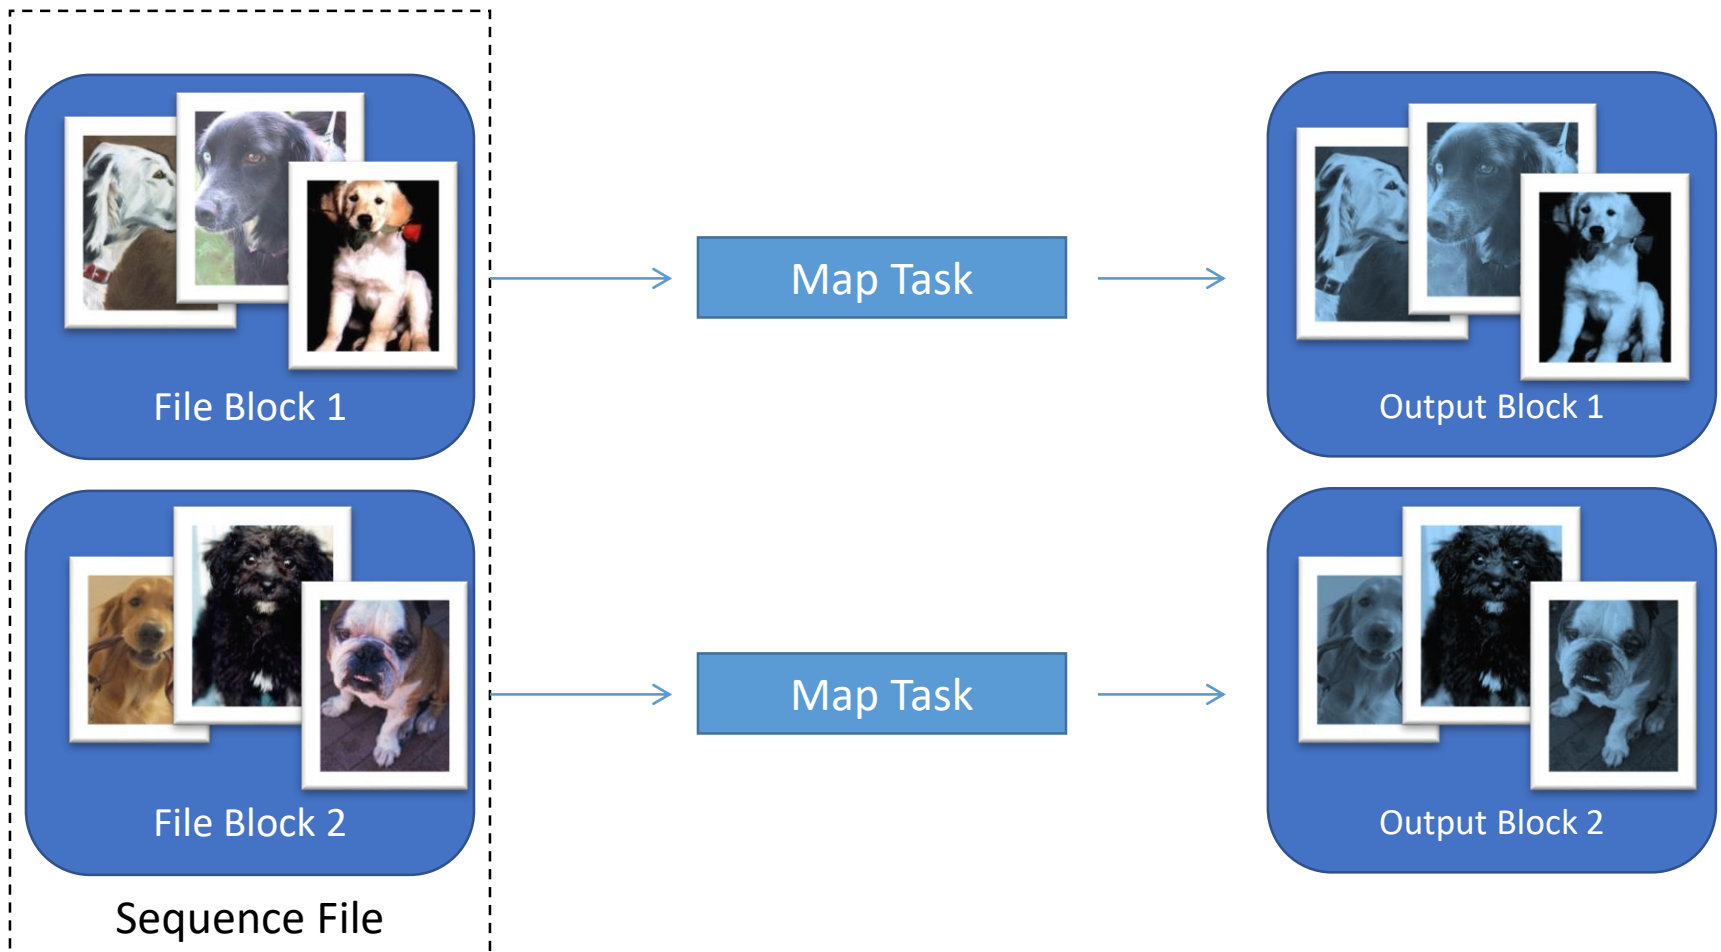 File Block 1
Map Task
Output Block 1
File Block 2
Map Task
Output Block 2
Sequence File